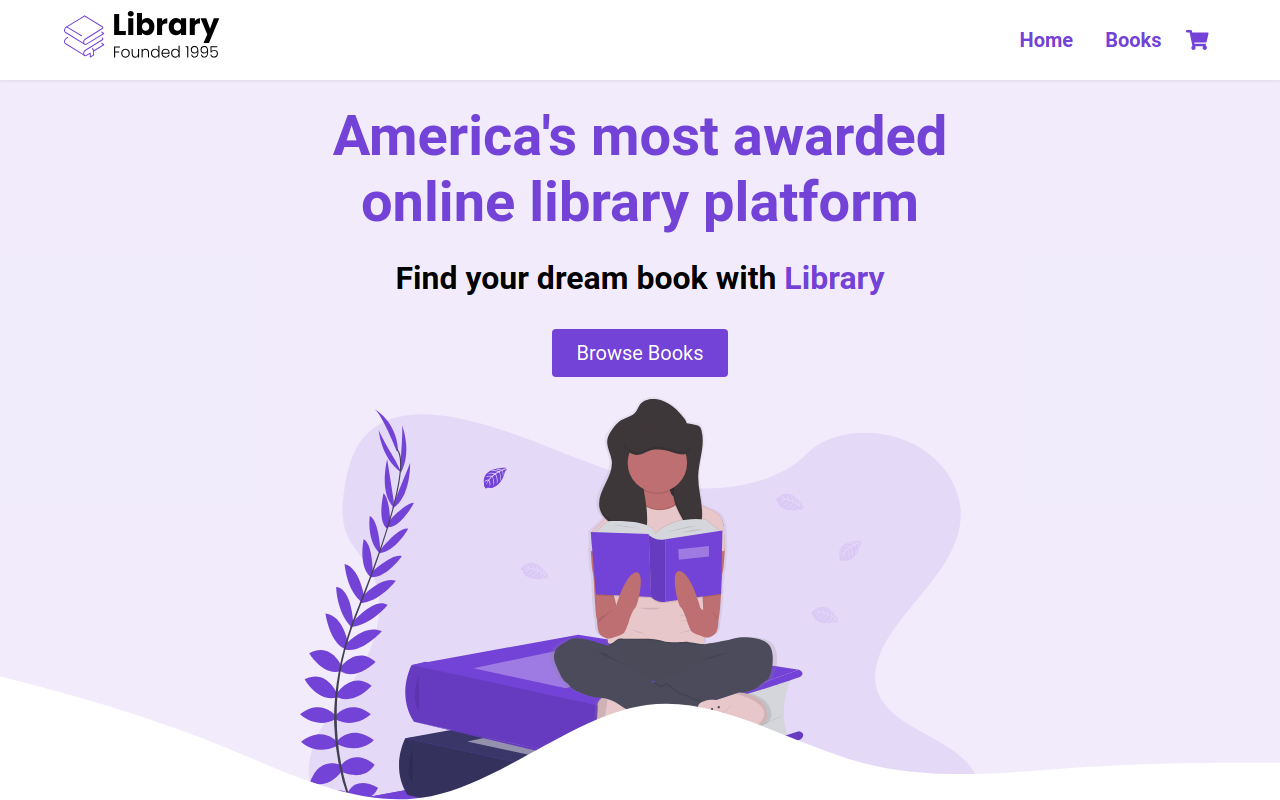 Library
Founded 1995
Home Books
America's most awarded
online library platform
Find your dream book with Library
Browse Books